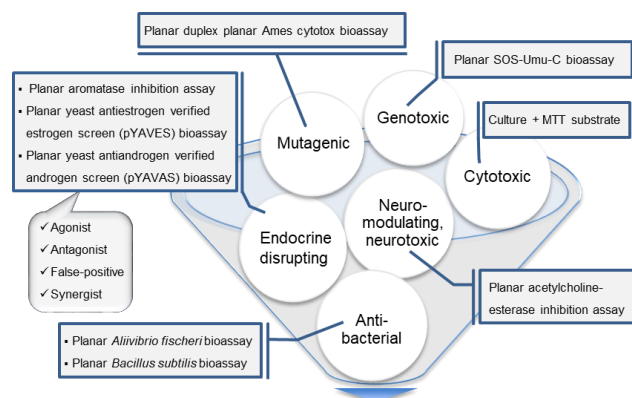 Planar duplex planar Ames cytotox bioassay
Planar SOS-Umu-C bioassay
▪ Planar aromatase inhibition assay
▪ Planar yeast antiestrogen verified
estrogen screen (pYAVES) bioassay
▪ Planar yeast antiandrogen verified
androgen screen (pYAVAS) bioassay
Culture + MTT substrate
Mutagenic
Genotoxic
Cytotoxic
✓ Agonist
✓ Antagonist
✓ False-positive
✓ Synergist
Endocrine
disrupting
Neuro-
modulating,
neurotoxic
Planar acetylcholine-
esterase inhibition assay
Anti-
bacterial
▪ Planar Aliivibrio fischeri bioassay
▪ Planar Bacillus subtilis bioassay